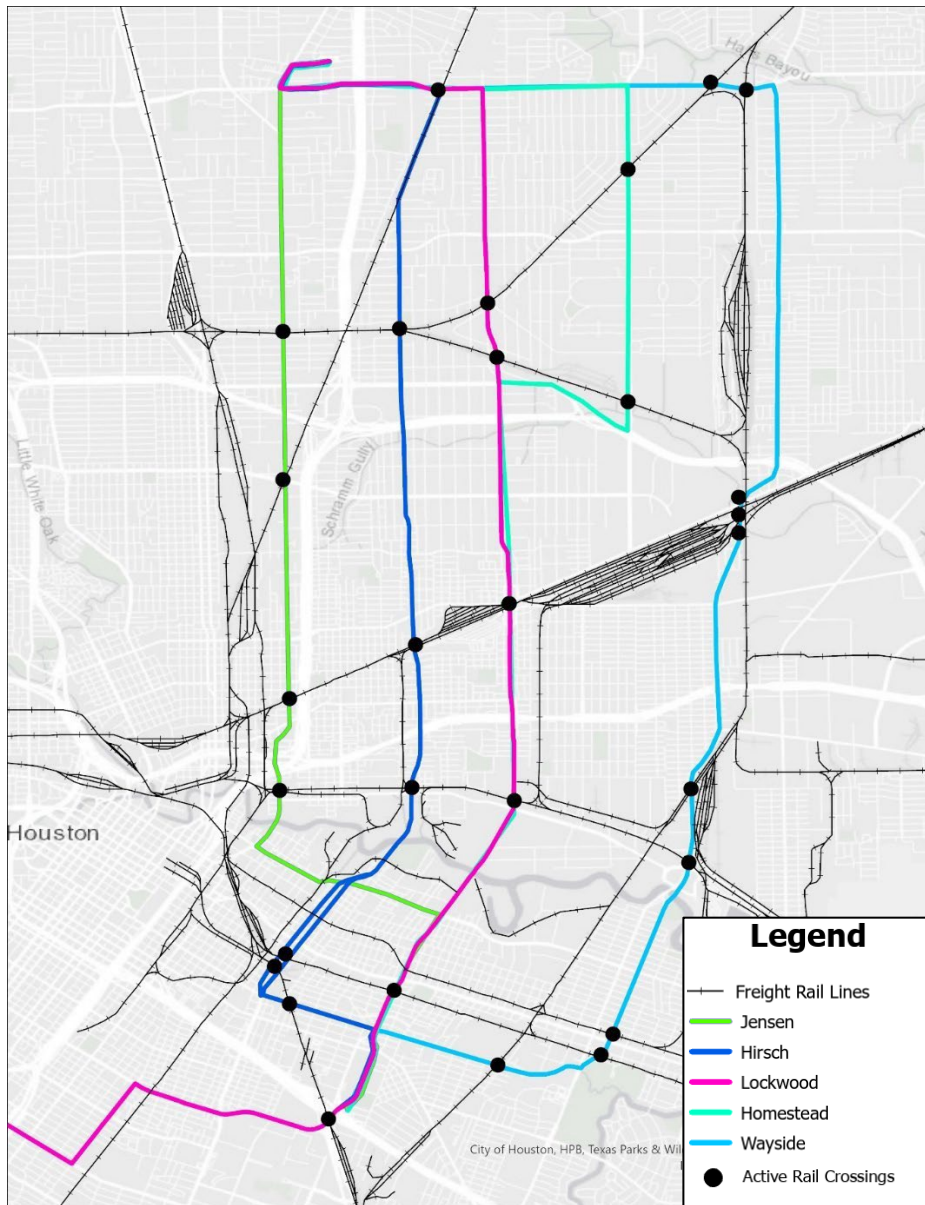 Halls Bayou
Little White Oak
Schramm Gully
Houston
Legend
Freight Rail Lines
Jensen
Hirsch
Lockwood
Homestead
Wayside
Active Rail Crossings
City of Houston, HPB, Texas Parks & Wil